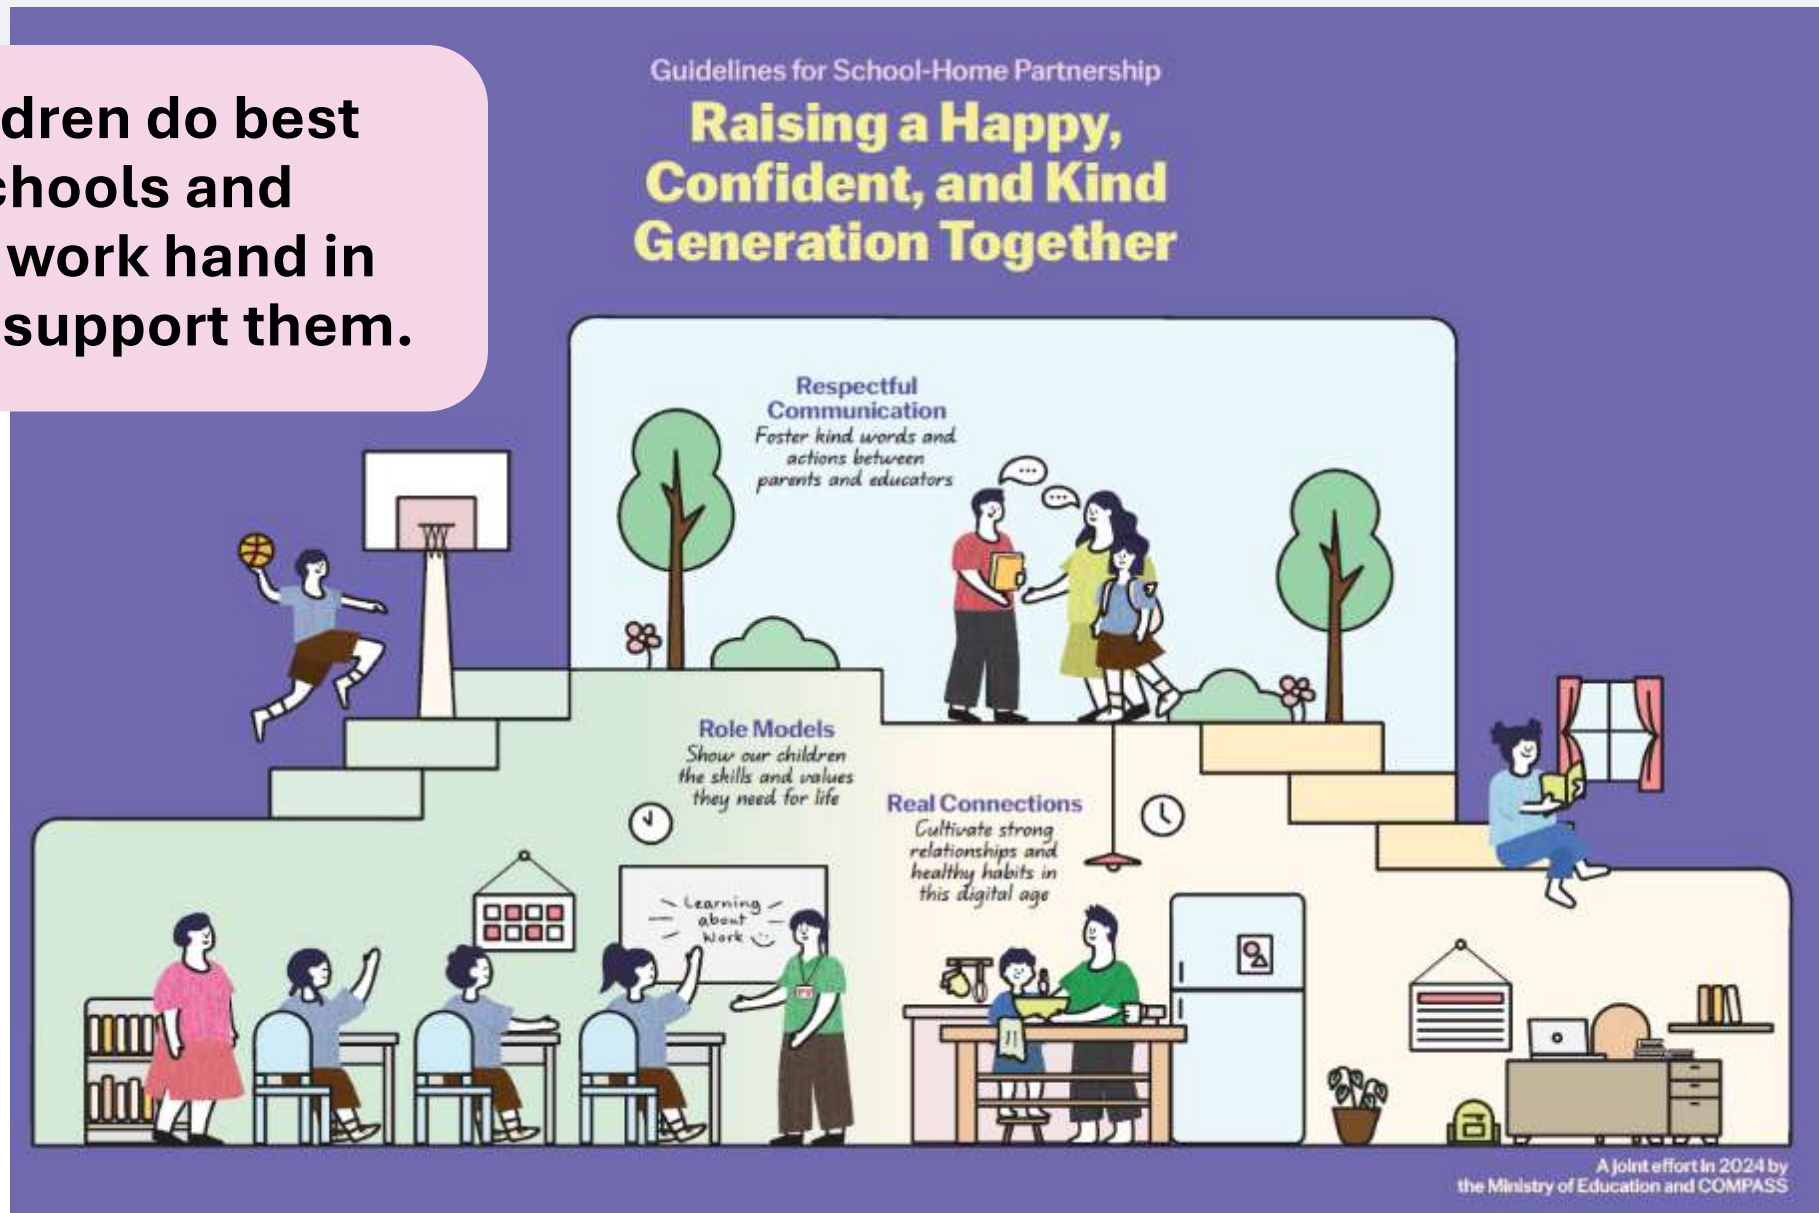 dren do best
chools and
work hand in
support them.
Guidelines for School-Home Partnership
Raising a Happy,
Confident, and Kind
Generation Together
Respectful
Communication
Foster kind words and
actions between
parents and educators
Role Models
Show our children
the skills and values
they need for life
Real Connections
Cultivate strong
relationships and
healthy habits in
this digital age
Learning
about
Work
PV
A joint effort in 2024 by
the Ministry of Education and COMPASS